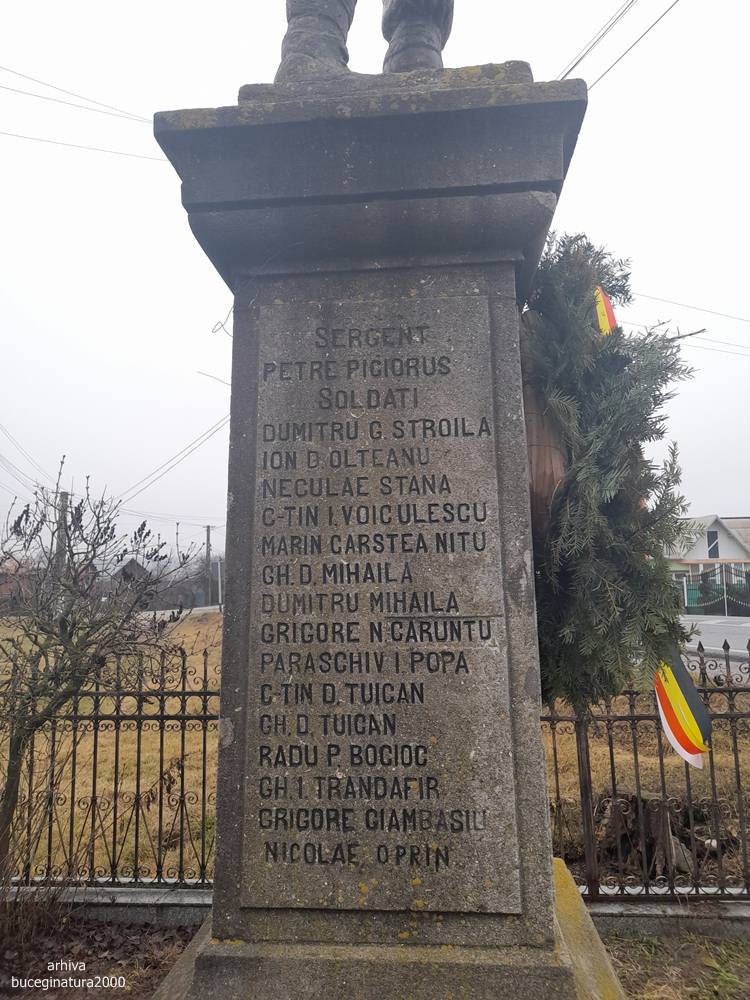 SERGENT
PETRE PICIORUS
SOLDATI
DUMITRU G. STROILA
ION D. OLTEANU
NECULAE STANA
C-TIN I. VOICULESCU
MARIN CARSTEA NITU
GH. D. MIHAILA
DUMITRU MIHAILA
GRIGORE N. CARUNTU
PARASCHIV I. POPA
C-TIN D. TUICAN
GH. D. TUICAN
RADU P. BOGIOC
GH. I. TRANDAFIR
GRIGORE GIAMBASIU
NICOLAE OPRIN
arhiva
buceginatura2000